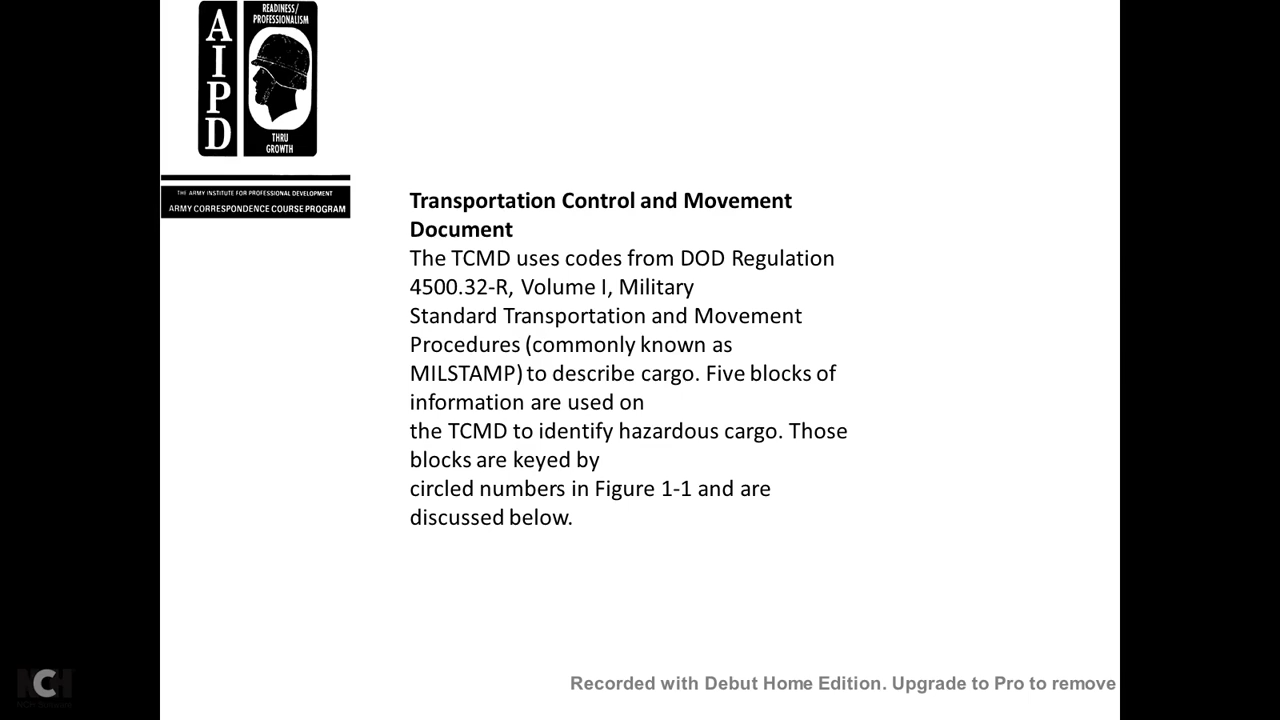 A
I
P
D
READINESS/
PROFESSIONALISM
THRU
GROWTH
THE ARMY INSTITUTE FOR PROFESSIONAL DEVELOPMENT
ARMY CORRESPONDENCE COURSE PROGRAM
Transportation Control and Movement
Document
The TCMD uses codes from DOD Regulation
4500.32-R, Volume I, Military
Standard Transportation and Movement
Procedures (commonly known as
MILSTAMP) to describe cargo. Five blocks of
information are used on
the TCMD to identify hazardous cargo. Those
blocks are keyed by
circled numbers in Figure 1-1 and are
discussed below.
NCH
Recorded with Debut Home Edition. Upgrade to Pro to remove